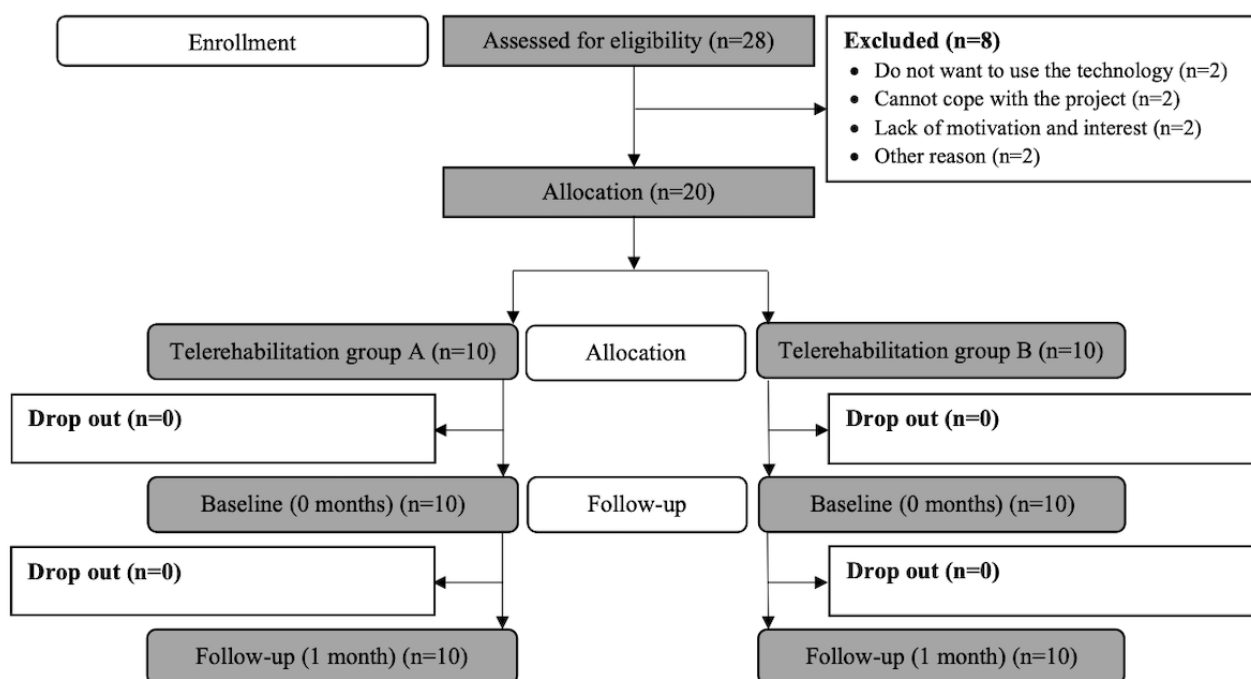 Enrollment
Assessed for eligibility (n=28)
Excluded (n=8)
• Do not want to use the technology (n=2)
• Cannot cope with the project (n=2)
• Lack of motivation and interest (n=2)
• Other reason (n=2)
Allocation (n=20)
Telerehabilitation group A (n=10)
Allocation
Telerehabilitation group B (n=10)
Drop out (n=0)
Drop out (n=0)
Baseline (0 months) (n=10)
Follow-up
Baseline (0 months) (n=10)
Drop out (n=0)
Drop out (n=0)
Follow-up (1 month) (n=10)
Follow-up (1 month) (n=10)